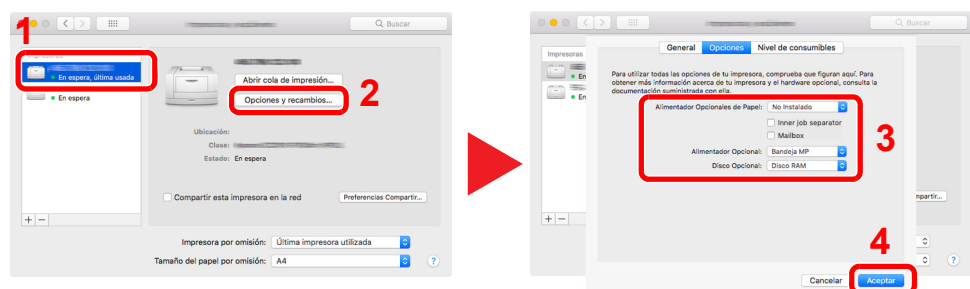 1
Buscar
Impresoras
En espera, última usada
En espera
Abrir cola de impresión...
Opciones y recambios...
2
Ubicación:
Clase:
Estado: En espera
Compartir esta impresora en la red
Preferencias Compartir...
+ −
Impresora por omisión: Última impresora utilizada
Tamaño del papel por omisión: A4
?
Buscar
Impresoras
En
En
General Opciones Nivel de consumibles
Para utilizar todas las opciones de tu impresora, comprueba que figuran aquí. Para
obtener más información acerca de tu impresora y el hardware opcional, consulta la
documentación suministrada con ella.
Alimentador Opcionales de Papel: No Instalado
Inner job separator
Mailbox
3
Alimentador Opcional: Bandeja MP
Disco Opcional: Disco RAM
mpartir...
+ −
4
?
Cancelar Aceptar